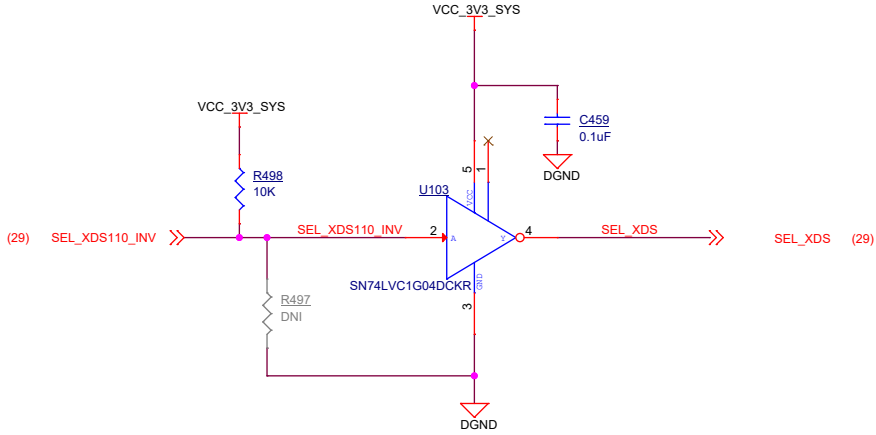 VCC_3V3_SYS
VCC_3V3_SYS
C459
0.1uF
DGND
R498
10K
U103
5
1
VCC
(29) SEL_XDS110_INV
SEL_XDS110_INV
2
A
Y
4
SEL_XDS
SEL_XDS (29)
SN74LVC1G04DCKR
GND
3
R497
DNI
DGND